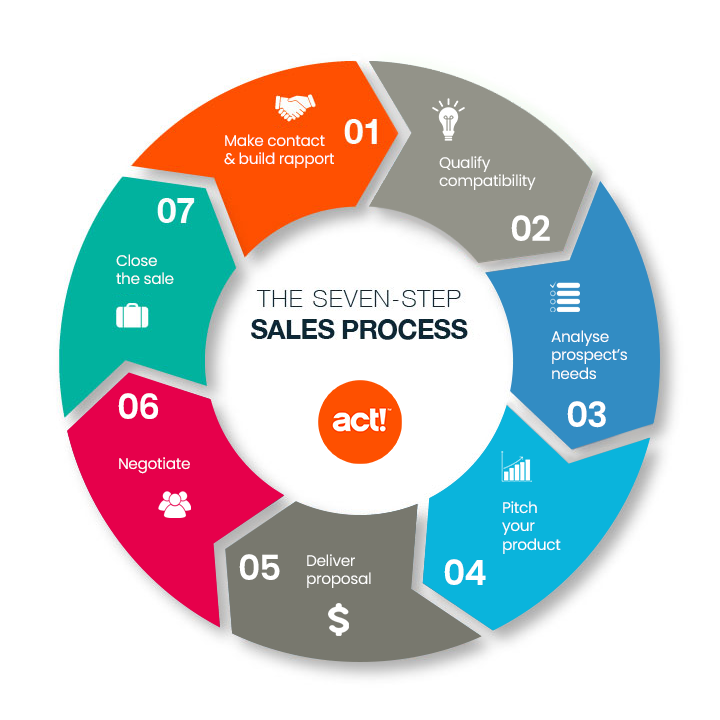 THE SEVEN-STEP
SALES PROCESS
act!™
01
Make contact
& build rapport
02
Qualify
compatibility
03
Analyse
prospect's
needs
04
Pitch
your
product
05
Deliver
proposal
$
06
Negotiate
07
Close
the sale